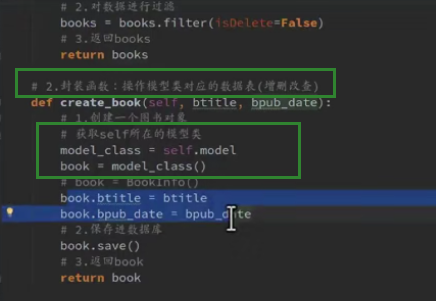 # 2.对数据进行过滤
books = books.filter(isDelete=False)
# 3.返回books
return books
# 2.封装函数：操作模型类对应的数据表(增删改查)
def create_book(self, btitle, bpub_date):
# 1.创建一个图书对象
# 获取self所在的模型类
model_class = self.model
book = model_class()
# book = BookInfo()
book.btitle = btitle
book.bpub_date = bpub_date
# 2.保存进数据库
book.save()
# 3.返回book
return book